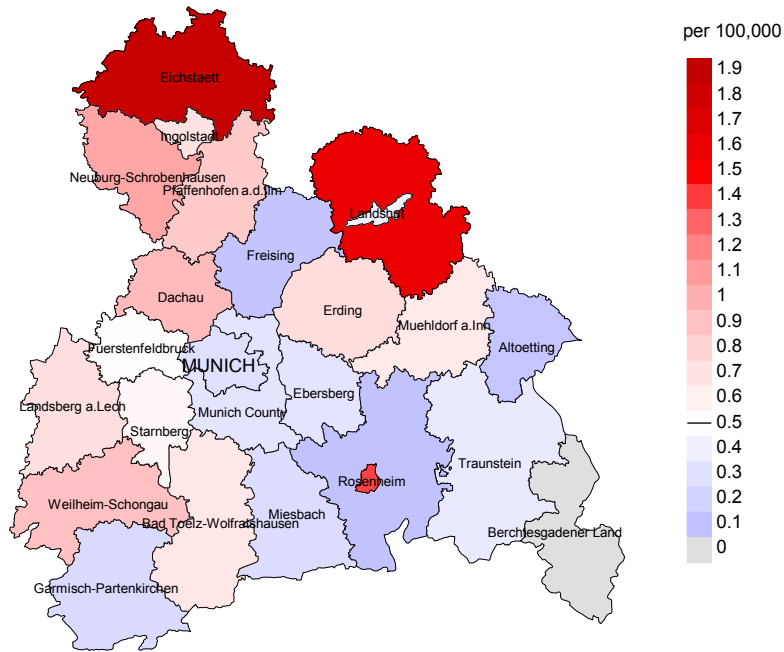 per 100,000
Eichstaett
Ingolstadt
Neuburg-Schrobenhausen
Pfaffenhofen a.d.Ilm
Landshut
Freising
Dachau
Erding
Muehldorf a.Inn
Altoetting
Fuerstenfeldbruck
MUNICH
Ebersberg
Landsberg a.Lech
Munich County
Starnberg
Traunstein
Rosenheim
Weilheim-Schongau
Miesbach
Bad Toelz-Wolfratshausen
Berchtesgadener Land
Garmisch-Partenkirchen
1.9
1.8
1.7
1.6
1.5
1.4
1.3
1.2
1.1
1
0.9
0.8
0.7
0.6
0.5
0.4
0.3
0.2
0.1
0